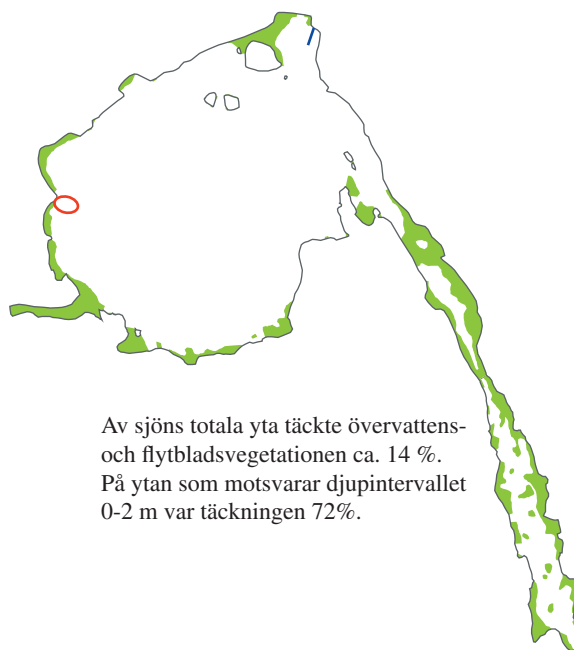 Av sjöns totala yta täckte övervattens-
och flytbladsvegetationen ca. 14 %.
På ytan som motsvarar djupintervallet
0-2 m var täckningen 72%.